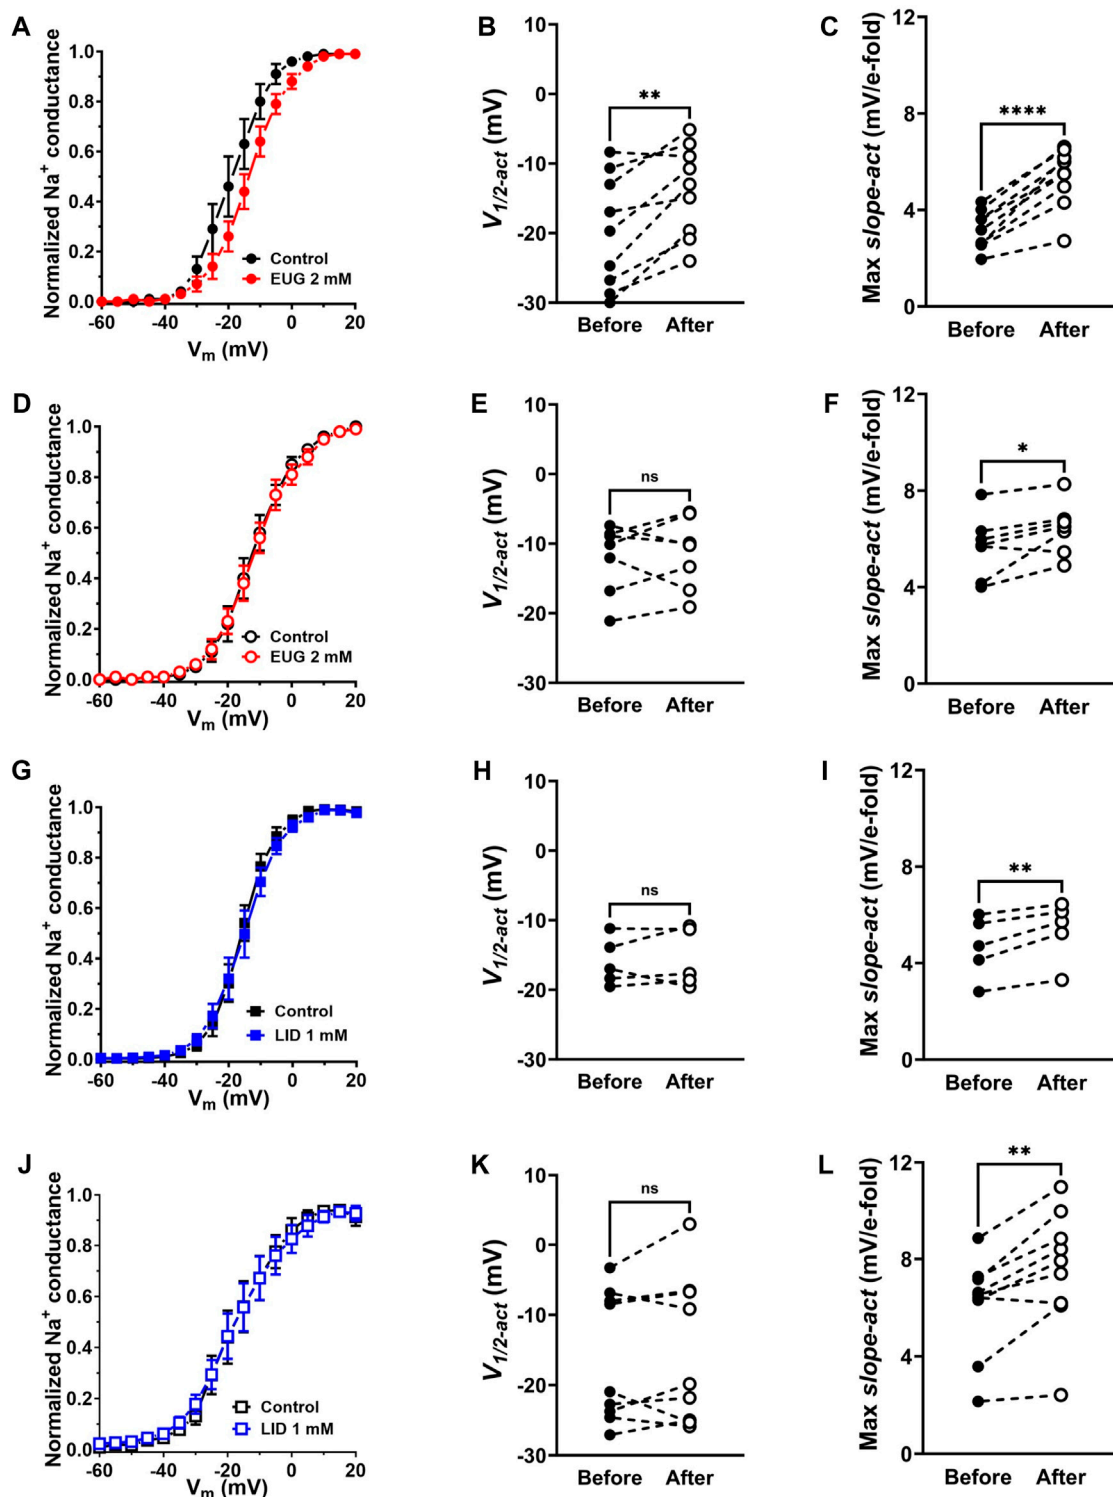 A
Normalized Na+ conductance
1.0
0.8
0.6
0.4
0.2
0.0
Control
EUG 2 mM
-60
-40
-20
0
20
Vm (mV)
B
V1/2-act (mV)
10
0
-10
-20
-30
**
Before
After
C
Max slope-act (mV/e-fold)
12
8
4
0
****
Before
After
D
Normalized Na+ conductance
1.0
0.8
0.6
0.4
0.2
0.0
Control
EUG 2 mM
-60
-40
-20
0
20
Vm (mV)
E
V1/2-act (mV)
10
0
-10
-20
-30
ns
Before
After
F
Max slope-act (mV/e-fold)
12
8
4
0
*
Before
After
G
Normalized Na+ conductance
1.0
0.8
0.6
0.4
0.2
0.0
Control
LID 1 mM
-60
-40
-20
0
20
Vm (mV)
H
V1/2-act (mV)
10
0
-10
-20
-30
ns
Before
After
I
Max slope-act (mV/e-fold)
12
8
4
0
**
Before
After
J
Normalized Na+ conductance
1.0
0.8
0.6
0.4
0.2
0.0
Control
LID 1 mM
-60
-40
-20
0
20
Vm (mV)
K
V1/2-act (mV)
10
0
-10
-20
-30
ns
Before
After
L
Max slope-act (mV/e-fold)
12
8
4
0
**
Before
After